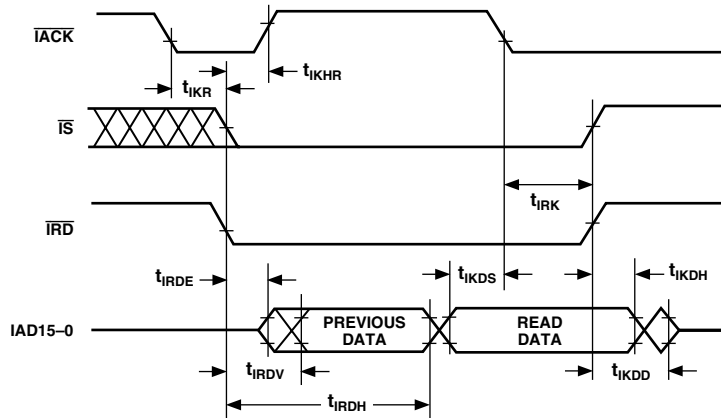 IACK
tIKHR
tIKR
IS
tIRK
IRD
tIRDE
tIKDS
tIKDH
IAD15–0
PREVIOUS DATA
READ DATA
tIRDV
tIKDD
tIRDH